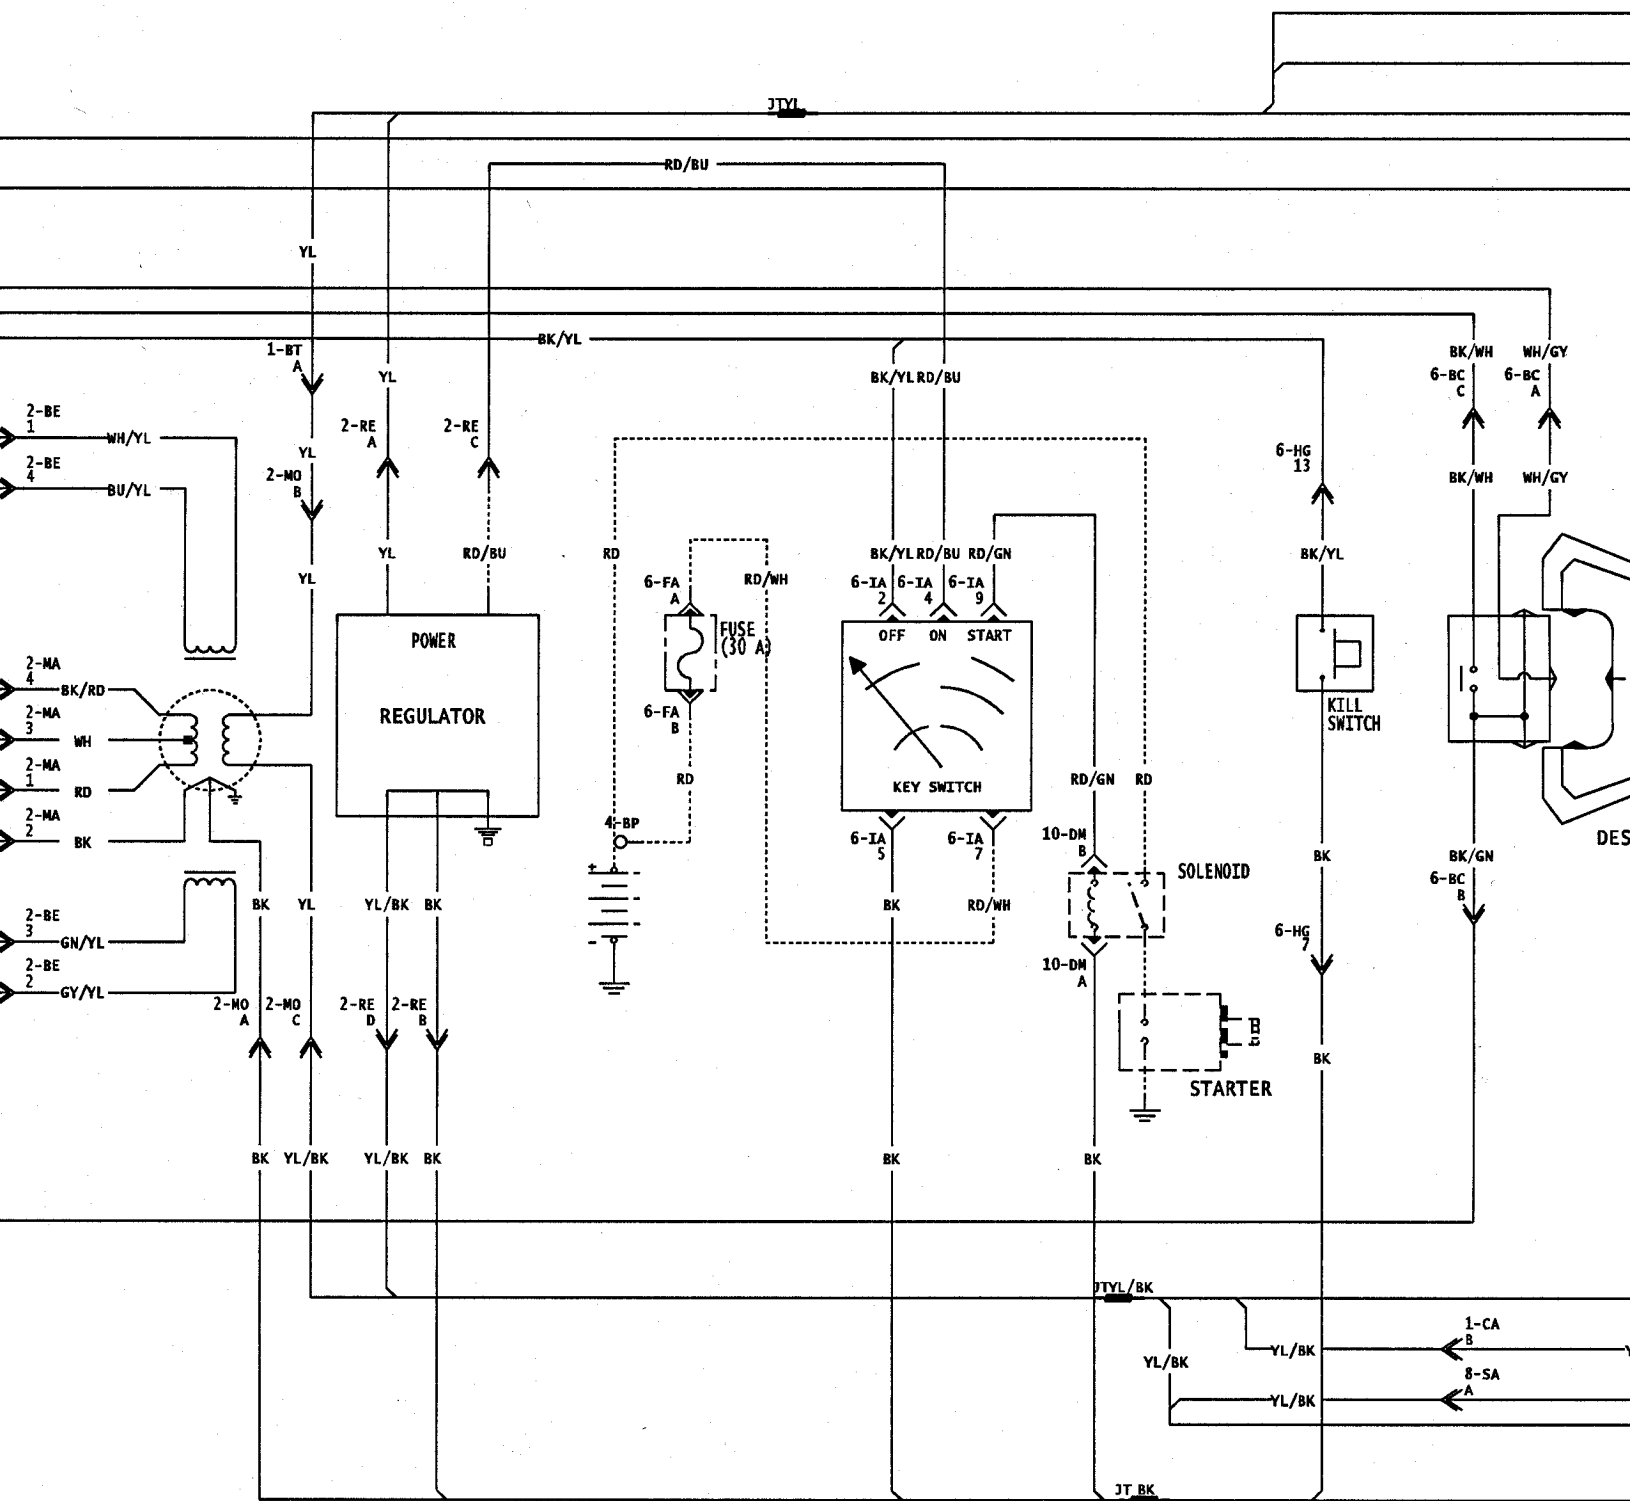 JTYL
RD/BU
YL
BK/YL
1-BT
A
BK/WH
WH/GY
YL
BK/YL
RD/BU
6-BC
C
6-BC
A
2-BE
1
WH/YL
2-RE
A
2-RE
C
YL
6-HG
13
2-BE
4
BU/YL
2-MO
B
BK/WH
WH/GY
YL
RD/BU
RD
BK/YL
RD/BU
RD/GN
BK/YL
YL
6-FA
A
RD/WH
6-IA
2
6-IA
4
6-IA
9
POWER
REGULATOR
FUSE
(30 A)
OFF
ON
START
2-MA
4
BK/RD
2-MA
3
WH
6-FA
B
KILL
SWITCH
2-MA
1
RD
RD
KEY SWITCH
RD/GN
RD
2-MA
2
BK
4-BP
6-IA
5
6-IA
7
10-DM
B
DES
BK
BK/GN
+
SOLENOID
6-BC
B
BK
YL
YL/BK
BK
BK
RD/WH
2-BE
3
GN/YL
-
6-HG
7
2-BE
2
GY/YL
10-DM
A
2-MO
A
2-MO
C
2-RE
D
2-RE
B
STARTER
BK
BK
YL/BK
YL/BK
BK
BK
BK
JTYL/BK
1-CA
B
YL/BK
YL/BK
8-SA
A
YL/BK
JT BK